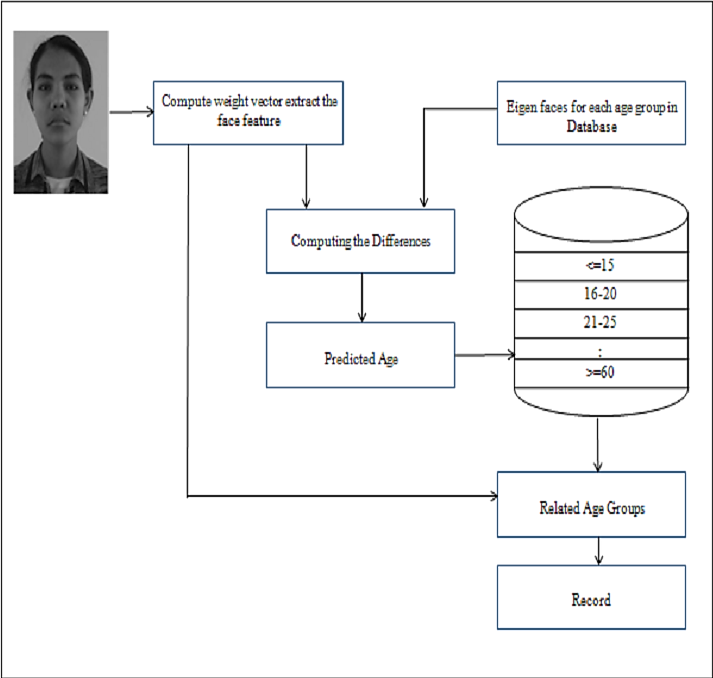 Compute weight vector extract the
face feature
Eigen faces for each age group in
Database
Computing the Differences
<=15
16-20
21-25
:
>=60
Predicted Age
Related Age Groups
Record